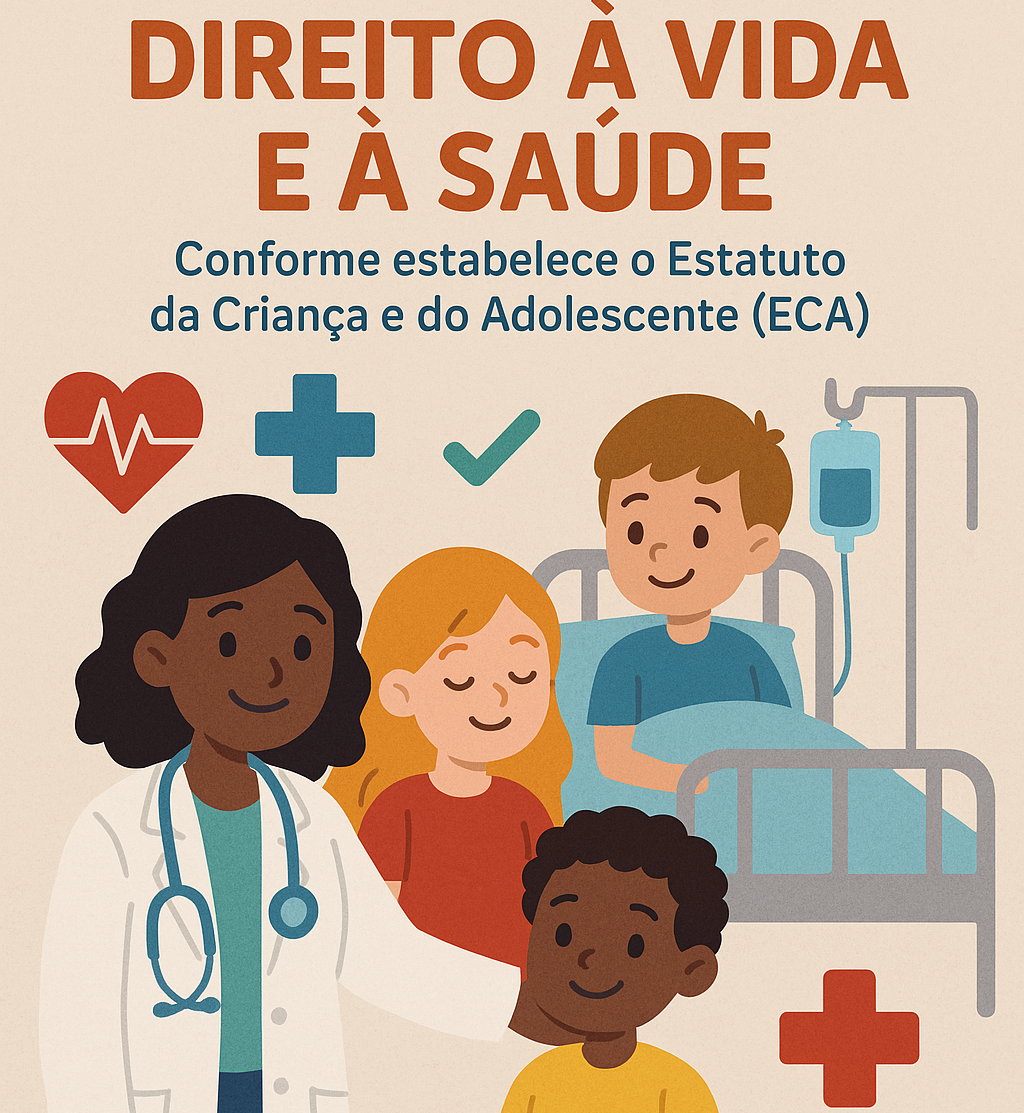 DIREITO À VIDA
E À SAÚDE
Conforme estabelece o Estatuto
da Criança e do Adolescente (ECA)